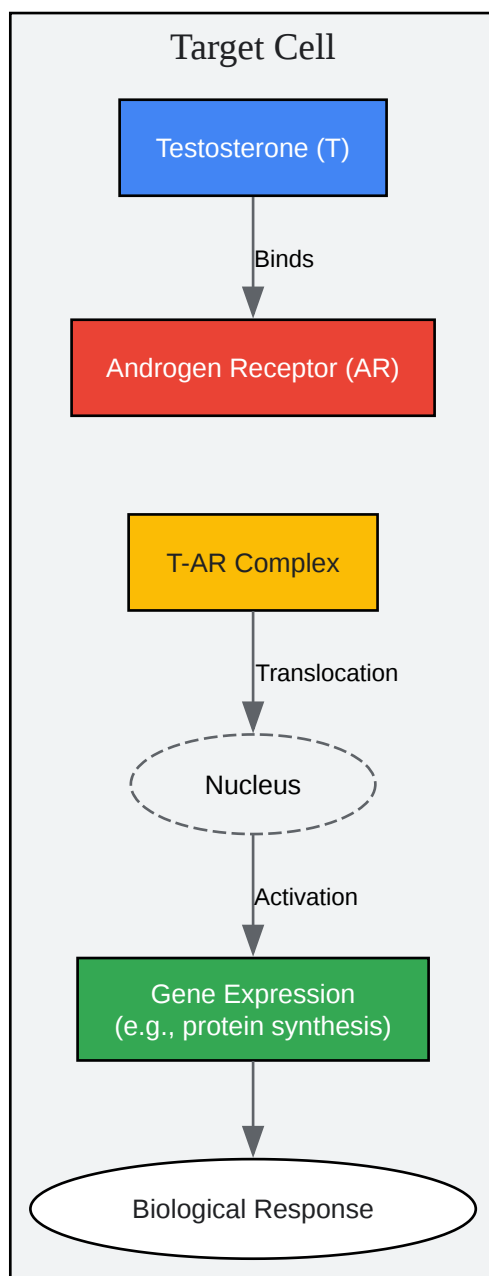 Target Cell
Testosterone (T)
Binds
Androgen Receptor (AR)
T-AR Complex
Translocation
Nucleus
Activation
Gene Expression
(e.g., protein synthesis)
Biological Response